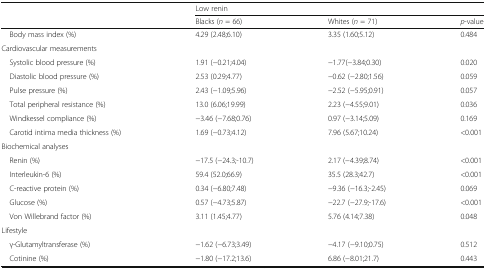 Low renin
Blacks (n = 66) Whites (n = 71) p-value
Body mass index (%) 4.29 (2.48;6.10) 3.35 (1.60;5.12) 0.484
Cardiovascular measurements
Systolic blood pressure (%) 1.91 (−0.21;4.04) −1.77(−3.84;0.30) 0.020
Diastolic blood pressure (%) 2.53 (0.29;4.77) −0.62 (−2.80;1.56) 0.059
Pulse pressure (%) 2.43 (−1.09;5.96) −2.52 (−5.95;0.91) 0.057
Total peripheral resistance (%) 13.0 (6.06;19.99) 2.23 (−4.55;9.01) 0.036
Windkessel compliance (%) −3.46 (−7.68;0.76) 0.97 (−3.14;5.09) 0.169
Carotid intima media thickness (%) 1.69 (−0.73;4.12) 7.96 (5.67;10.24) <0.001
Biochemical analyses
Renin (%) −17.5 (−24.3;-10.7) 2.17 (−4.39;8.74) <0.001
Interleukin-6 (%) 59.4 (52.0;66.9) 35.5 (28.3;42.7) <0.001
C-reactive protein (%) 0.34 (−6.80;7.48) −9.36 (−16.3;-2.45) 0.069
Glucose (%) 0.57 (−4.73;5.87) −22.7 (−27.9;-17.6) <0.001
Von Willebrand factor (%) 3.11 (1.45;4.77) 5.76 (4.14;7.38) 0.048
Lifestyle
γ-Glutamyltransferase (%) −1.62 (−6.73;3.49) −4.17 (−9.10;0.75) 0.512
Cotinine (%) −1.80 (−17.2;13.6) 6.86 (−8.01;21.7) 0.443